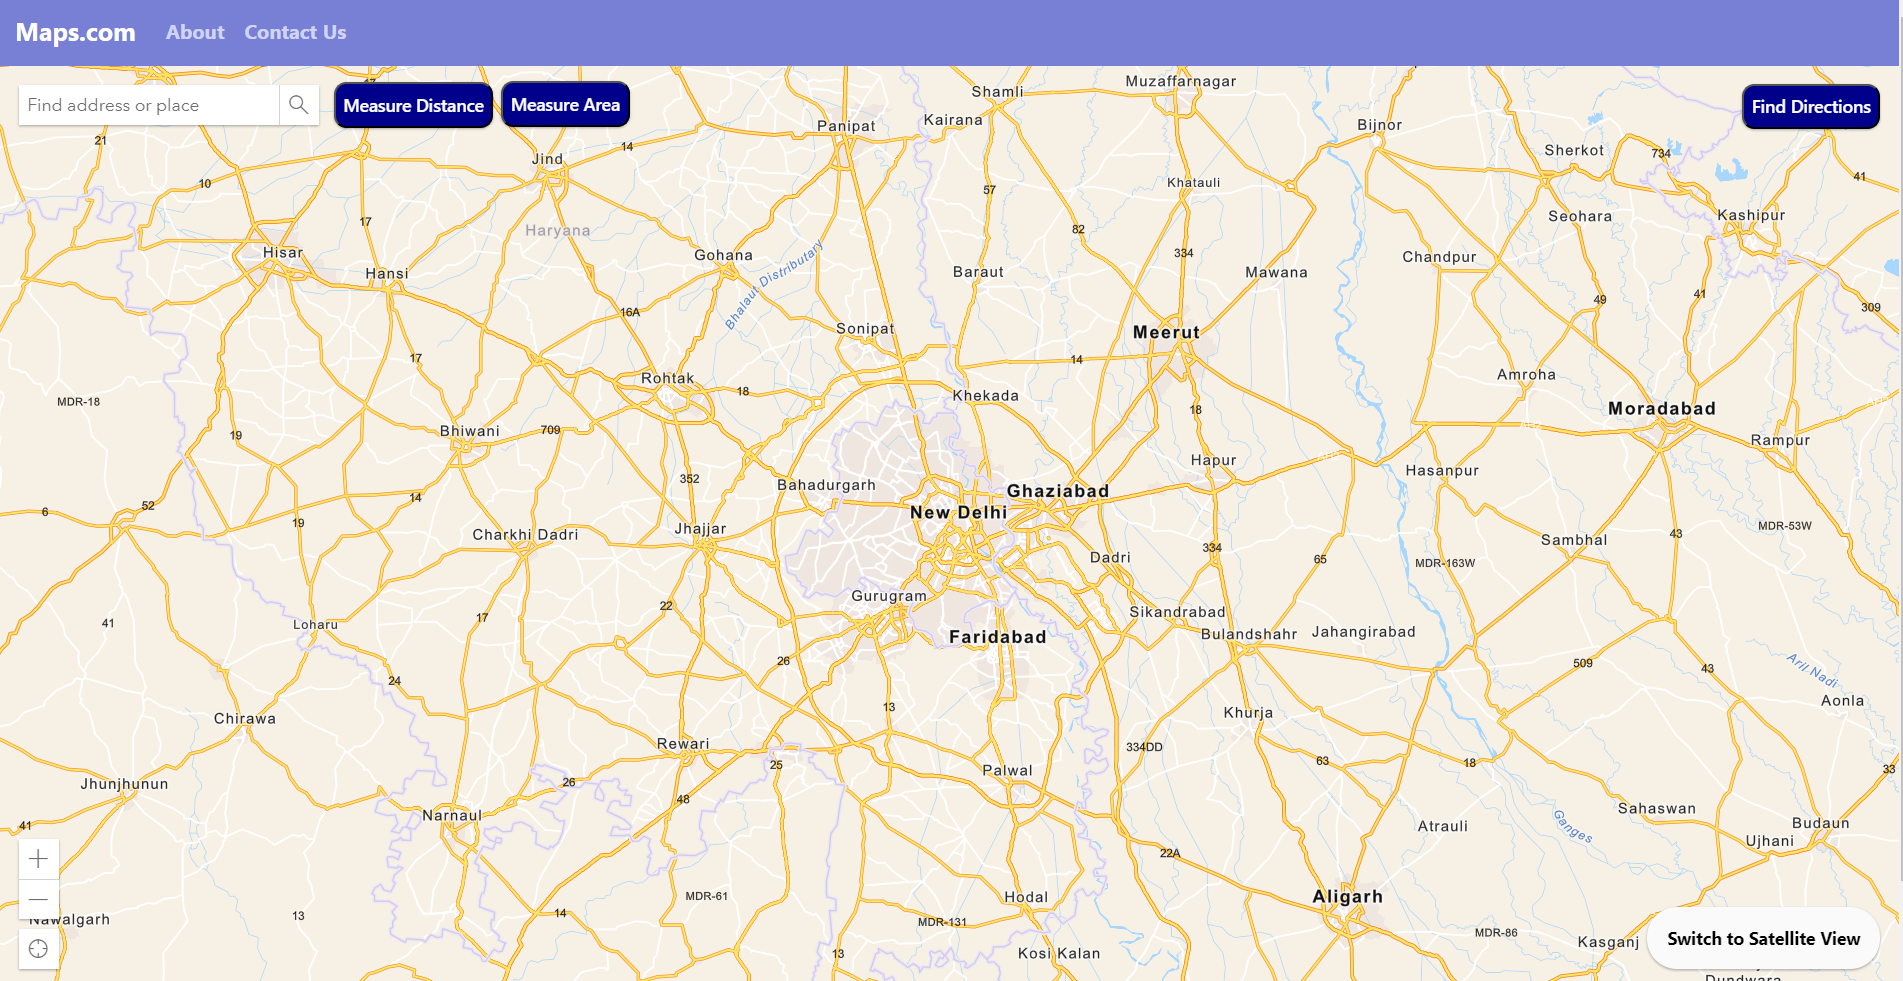 Maps.com About Contact Us
Find address or place
Measure Distance
Measure Area
Find Directions
Muzaffarnagar
Shamli
17
Panipat
Kairana
Bijnor
21
Jind
14
Sherkot
734
10
57
Khatauli
41
17
Haryana
82
Seohara
Kashipur
Hisar
Gohana
334
Chandpur
Hansi
Bhalaut Distributary
Baraut
Mawana
49
41
309
16A
Sonipat
Meerut
17
14
Rohtak
18
Khekada
Amroha
MDR-18
18
Moradabad
19
Bhiwani
709
Rampur
Hapur
Hasanpur
352
Bahadurgarh
Ghaziabad
14
52
6
New Delhi
19
Charkhi Dadri
Jhajjar
MDR-53W
43
Sambhal
334
Dadri
65
MDR-163W
Gurugram
22
17
Sikandrabad
41
Loharu
Faridabad
Bulandshahr
Jahangirabad
26
509
43
Aril Nadi
24
Aonla
Chirawa
13
Khurja
Rewari
334DD
25
63
18
33
Jhunjhunun
26
Palwal
48
Narnaul
Sahaswan
41
Atrauli
Ganges
Budaun
Ujhani
22A
MDR-61
Hodal
Aligarh
Nawalgarh
13
14
MDR-131
MDR-86
Kasganj
Switch to Satellite View
13
Kosi Kalan
Dundwara